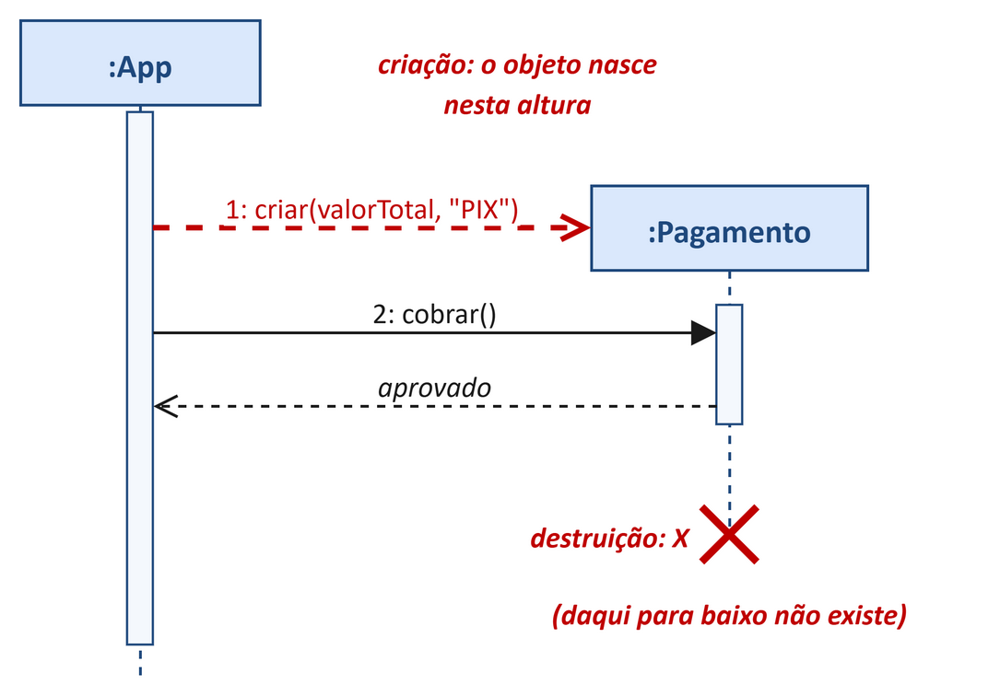 :App
criação: o objeto nasce
nesta altura
1: criar(valorTotal, "PIX")
:Pagamento
2: cobrar()
aprovado
destruição: X
(daqui para baixo não existe)